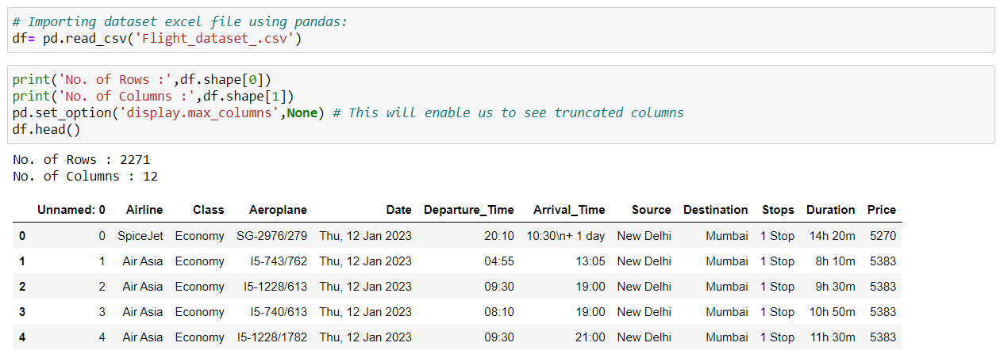 # Importing dataset excel file using pandas:
df= pd.read_csv('Flight_dataset_.csv')
print('No. of Rows :',df.shape[0])
print('No. of Columns :',df.shape[1])
pd.set_option('display.max_columns',None) # This will enable us to see truncated columns
df.head()
No. of Rows : 2271
No. of Columns : 12
Unnamed: 0 Airline Class Aeroplane Date Departure_Time Arrival_Time Source Destination Stops Duration Price
0 0 SpiceJet Economy SG-2976/279 Thu, 12 Jan 2023 20:10 10:30\n+ 1 day New Delhi Mumbai 1 Stop 14h 20m 5270
1 1 Air Asia Economy I5-743/762 Thu, 12 Jan 2023 04:55 13:05 New Delhi Mumbai 1 Stop 8h 10m 5383
2 2 Air Asia Economy I5-1228/613 Thu, 12 Jan 2023 09:30 19:00 New Delhi Mumbai 1 Stop 9h 30m 5383
3 3 Air Asia Economy I5-740/613 Thu, 12 Jan 2023 08:10 19:00 New Delhi Mumbai 1 Stop 10h 50m 5383
4 4 Air Asia Economy I5-1228/1782 Thu, 12 Jan 2023 09:30 21:00 New Delhi Mumbai 1 Stop 11h 30m 5383